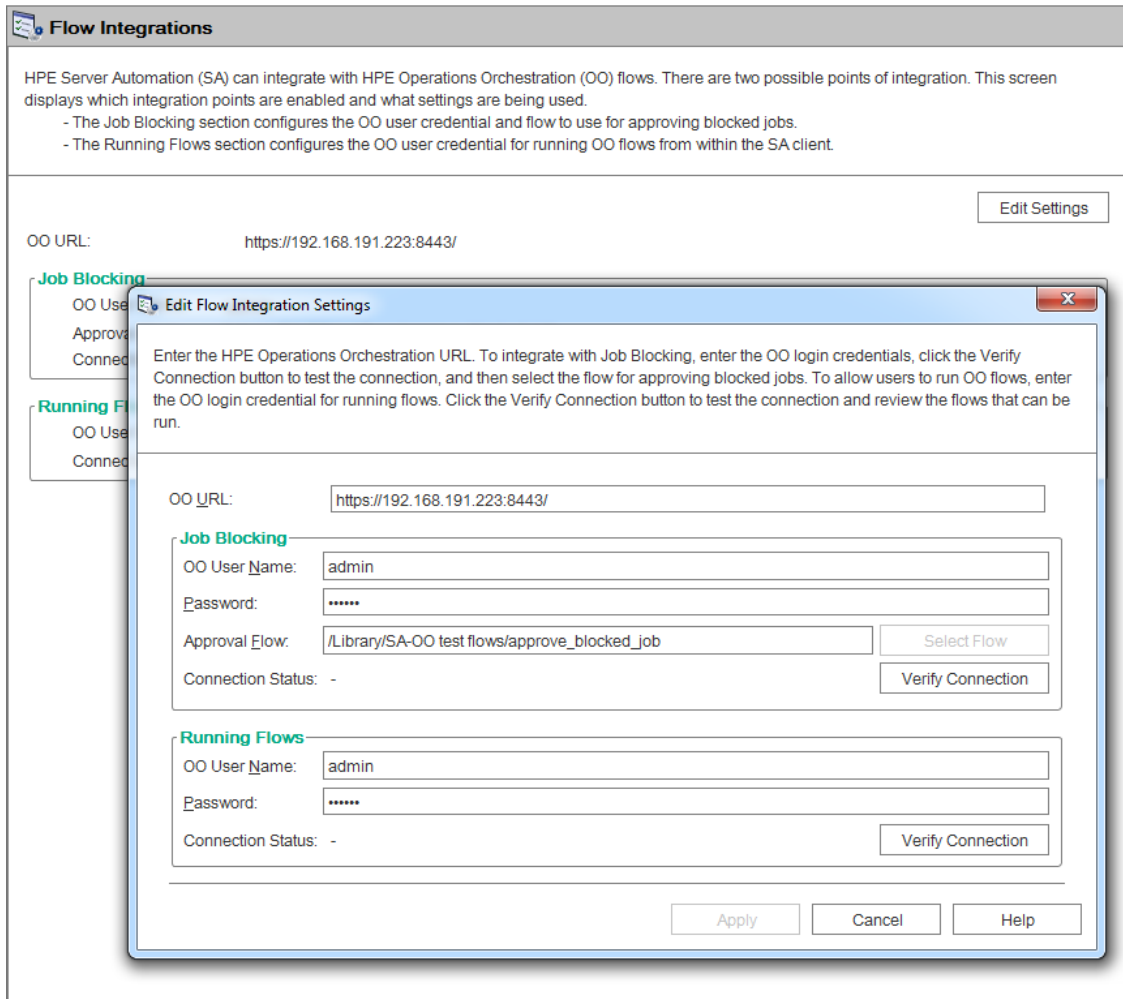 Flow Integrations
HPE Server Automation (SA) can integrate with HPE Operations Orchestration (OO) flows. There are two possible points of integration. This screen
displays which integration points are enabled and what settings are being used.
- The Job Blocking section configures the OO user credential and flow to use for approving blocked jobs.
- The Running Flows section configures the OO user credential for running OO flows from within the SA client.
Edit Settings
OO URL: https://192.168.191.223:8443/
Job Blocking
OO Use
Approva
Connec
Running Fl
OO Use
Connec
Edit Flow Integration Settings
Enter the HPE Operations Orchestration URL. To integrate with Job Blocking, enter the OO login credentials, click the Verify
Connection button to test the connection, and then select the flow for approving blocked jobs. To allow users to run OO flows, enter
the OO login credential for running flows. Click the Verify Connection button to test the connection and review the flows that can be
run.
OO URL: https://192.168.191.223:8443/
Job Blocking
OO User Name: admin
Password: ••••••
Approval Flow: /Library/SA-OO test flows/approve_blocked_job Select Flow
Connection Status: - Verify Connection
Running Flows
OO User Name: admin
Password: ••••••
Connection Status: - Verify Connection
Apply Cancel Help